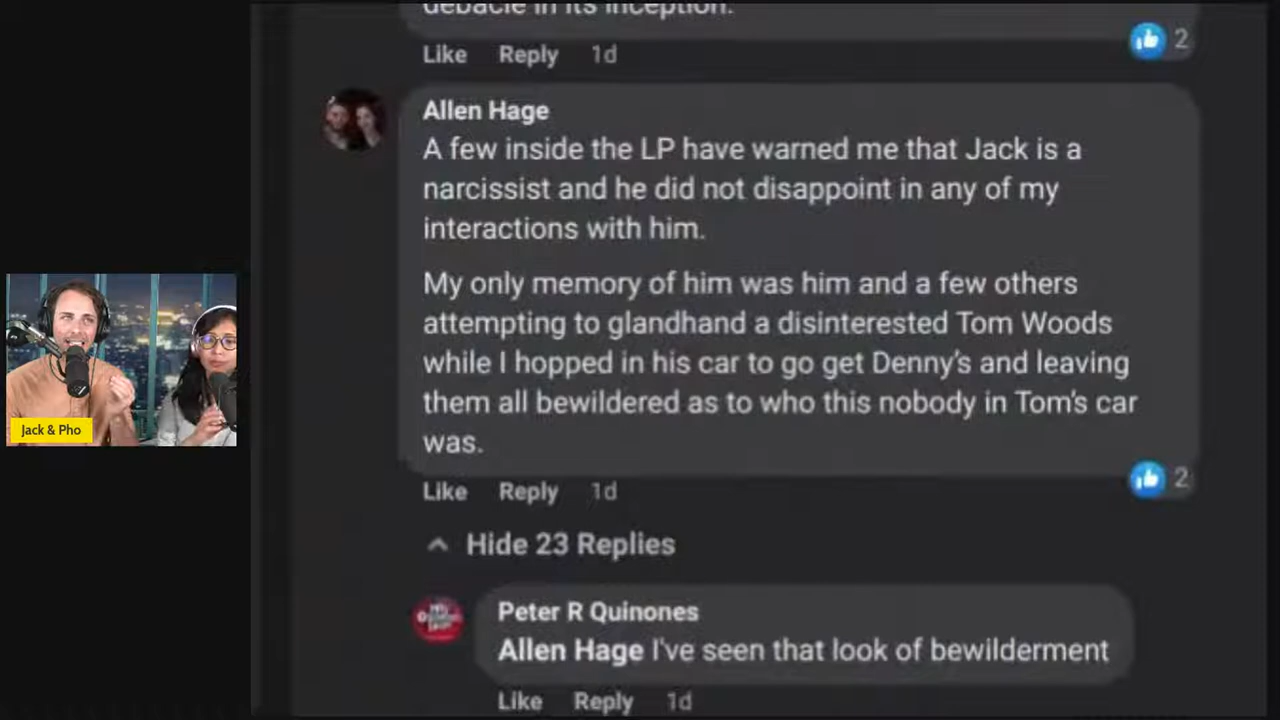 debacle in its inception.
Like Reply 1d
2
Allen Hage
A few inside the LP have warned me that Jack is a
narcissist and he did not disappoint in any of my
interactions with him.
My only memory of him was him and a few others
attempting to glandhand a disinterested Tom Woods
while I hopped in his car to go get Denny's and leaving
them all bewildered as to who this nobody in Tom's car
was.
2
Like Reply 1d
Hide 23 Replies
Peter R Quinones
Allen Hage I've seen that look of bewilderment
Like Reply 1d
Jack & Pho